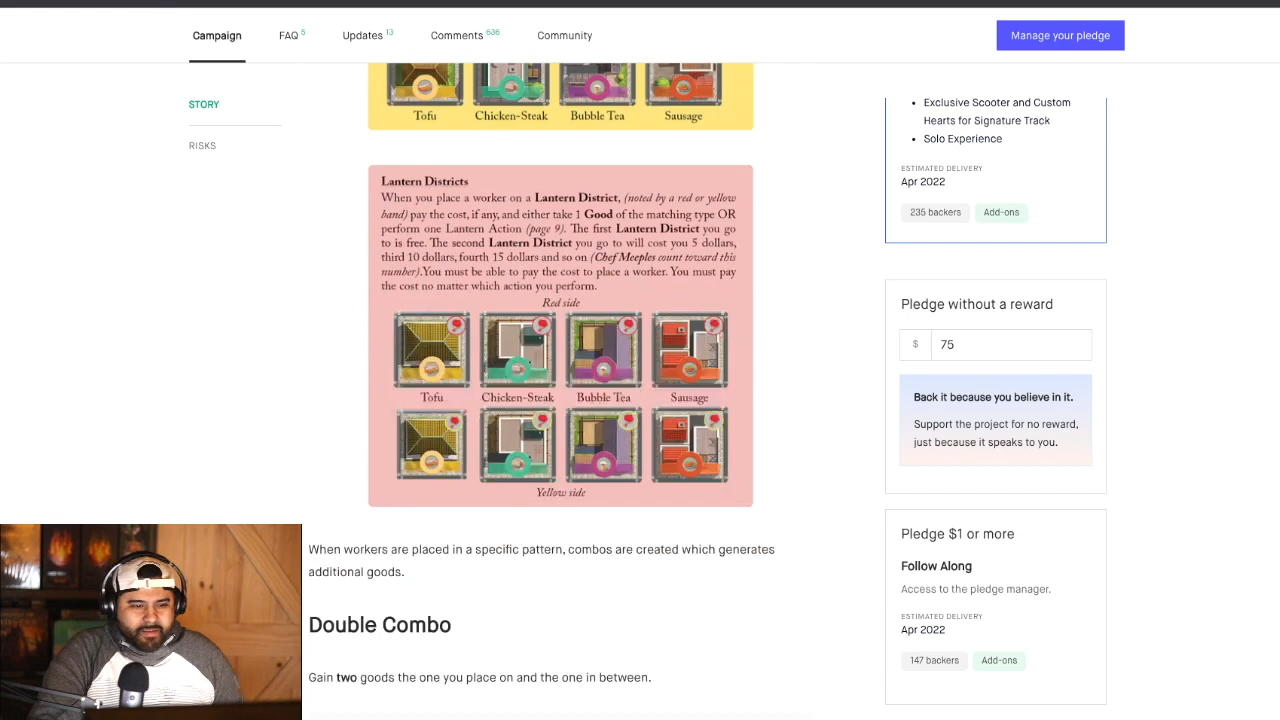 Campaign
FAQ 5
Updates 13
Comments 636
Community
Manage your pledge
STORY
RISKS
Tofu
Chicken-Steak
Bubble Tea
Sausage
Lantern Districts
When you place a worker on a Lantern District, (noted by a red or yellow
band) pay the cost, if any, and either take 1 Good of the matching type OR
perform one Lantern Action (page 9). The first Lantern District you go
to is free. The second Lantern District you go to will cost you 5 dollars,
third 10 dollars, fourth 15 dollars and so on (Chef Meeples count toward this
number).You must be able to pay the cost to place a worker. You must pay
the cost no matter which action you perform.
Red side
Tofu
Chicken-Steak
Bubble Tea
Sausage
Yellow side
When workers are placed in a specific pattern, combos are created which generates
additional goods.
Double Combo
Gain two goods the one you place on and the one in between.
Exclusive Scooter and Custom
Hearts for Signature Track
Solo Experience
ESTIMATED DELIVERY
Apr 2022
235 backers
Add-ons
Pledge without a reward
$ 75
Back it because you believe in it.
Support the project for no reward,
just because it speaks to you.
Pledge $1 or more
Follow Along
Access to the pledge manager.
ESTIMATED DELIVERY
Apr 2022
147 backers
Add-ons